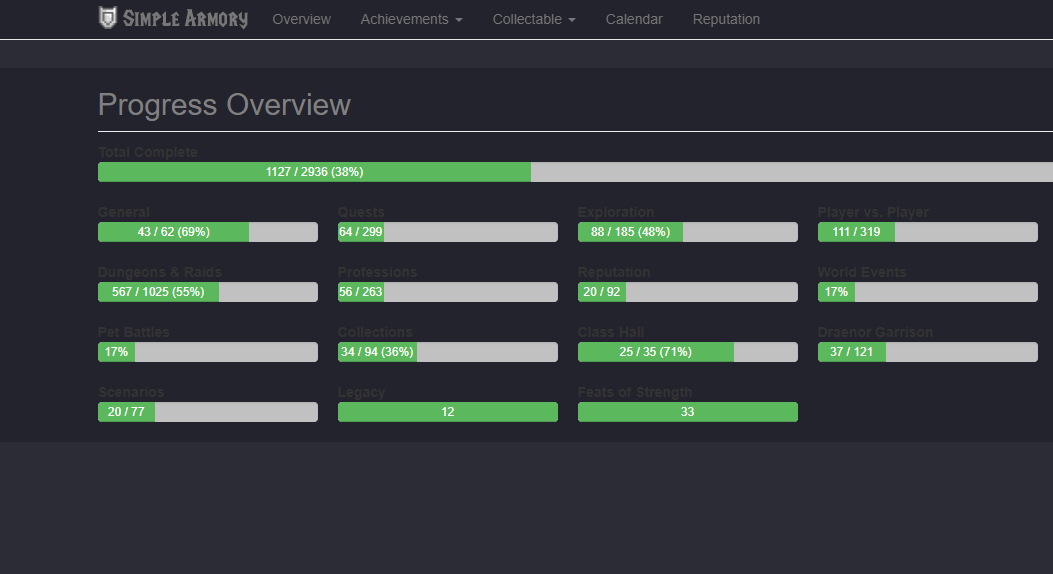 SIMPLE ARMORY Overview Achievements Collectable Calendar Reputation
Progress Overview
Total Complete
1127 / 2936 (38%)
General Quests Exploration Player vs. Player
43 / 62 (69%) 64 / 299 88 / 185 (48%) 111 / 319
Dungeons & Raids Professions Reputation World Events
567 / 1025 (55%) 56 / 263 20 / 92 17%
Pet Battles Collections Class Hall Draenor Garrison
17% 34 / 94 (36%) 25 / 35 (71%) 37 / 121
Scenarios Legacy Feats of Strength
20 / 77 12 33